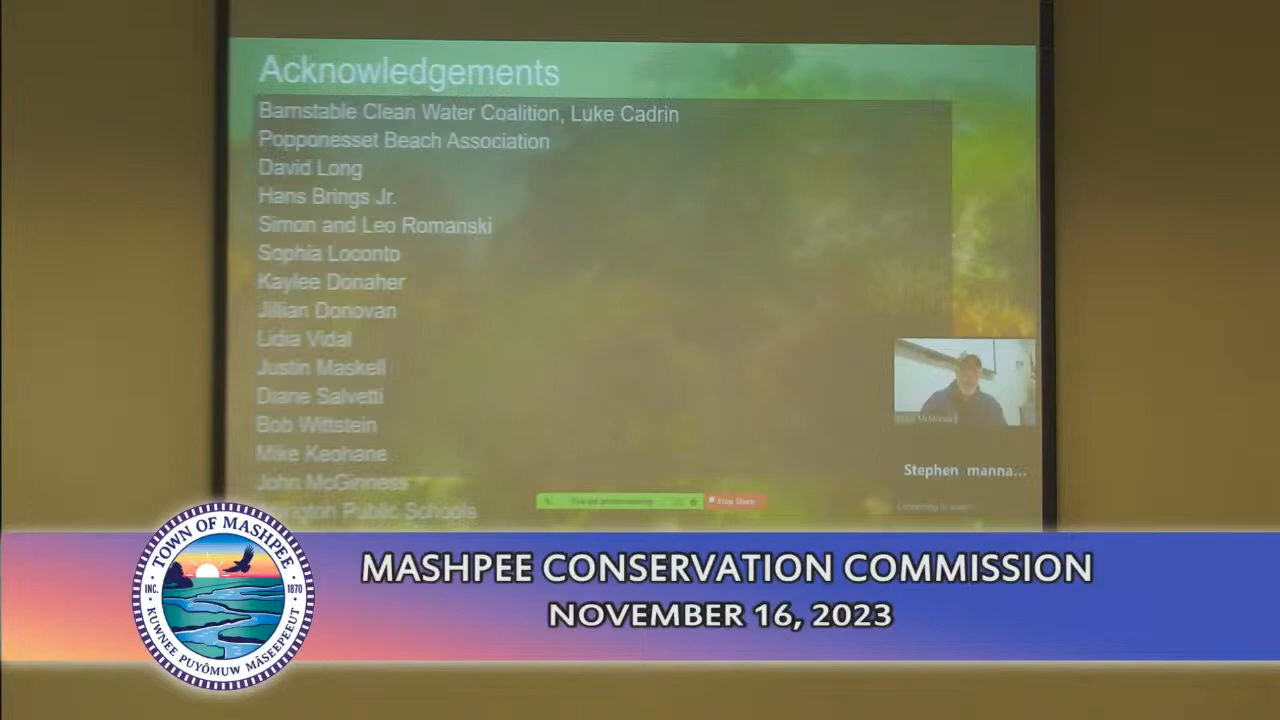 Acknowledgements
Barnstable Clean Water Coalition, Luke Cadrin
Popponesset Beach Association
David Long
Hans Brings Jr.
Simon and Leo Romanski
Sophia Loconto
Kaylee Donaher
Jillian Donovan
Lidia Vidal
Justin Maskell
Diane Salvetti
Bob Wittstein
Mike Keohane
John McGinness
Public Schools
Stop Share
Stephen manna...
TOWN OF MASHPEE
INC. 1870
KUWNEE PUYÔMUW MÂSEEPEEUT
MASHPEE CONSERVATION COMMISSION
NOVEMBER 16, 2023